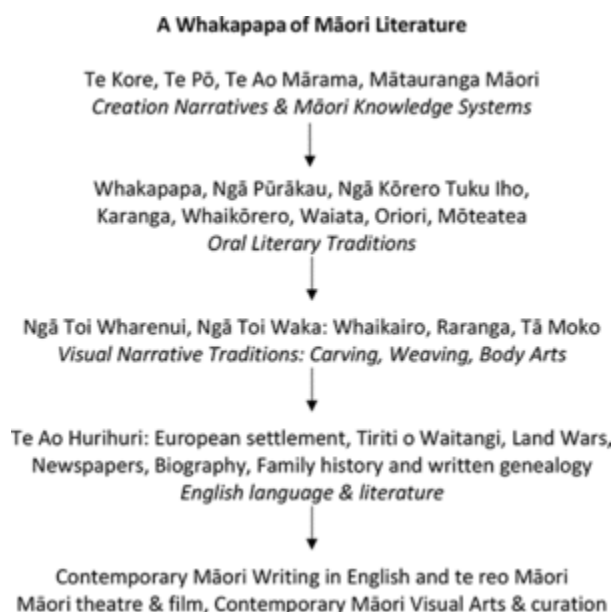 A Whakapapa of Māori Literature
Te Kore, Te Pō, Te Ao Mārama, Mātauranga Māori
Creation Narratives & Māori Knowledge Systems
Whakapapa, Ngā Pūrākau, Ngā Kōrero Tuku Iho,
Karanga, Whaikōrero, Waiata, Oriori, Mōteatea
Oral Literary Traditions
Ngā Toi Wharenui, Ngā Toi Waka: Whaikairo, Raranga, Tā Moko
Visual Narrative Traditions: Carving, Weaving, Body Arts
Te Ao Hurihuri: European settlement, Tiriti o Waitangi, Land Wars,
Newspapers, Biography, Family history and written genealogy
English language & literature
Contemporary Māori Writing in English and te reo Māori
Māori theatre & film, Contemporary Māori Visual Arts & curation